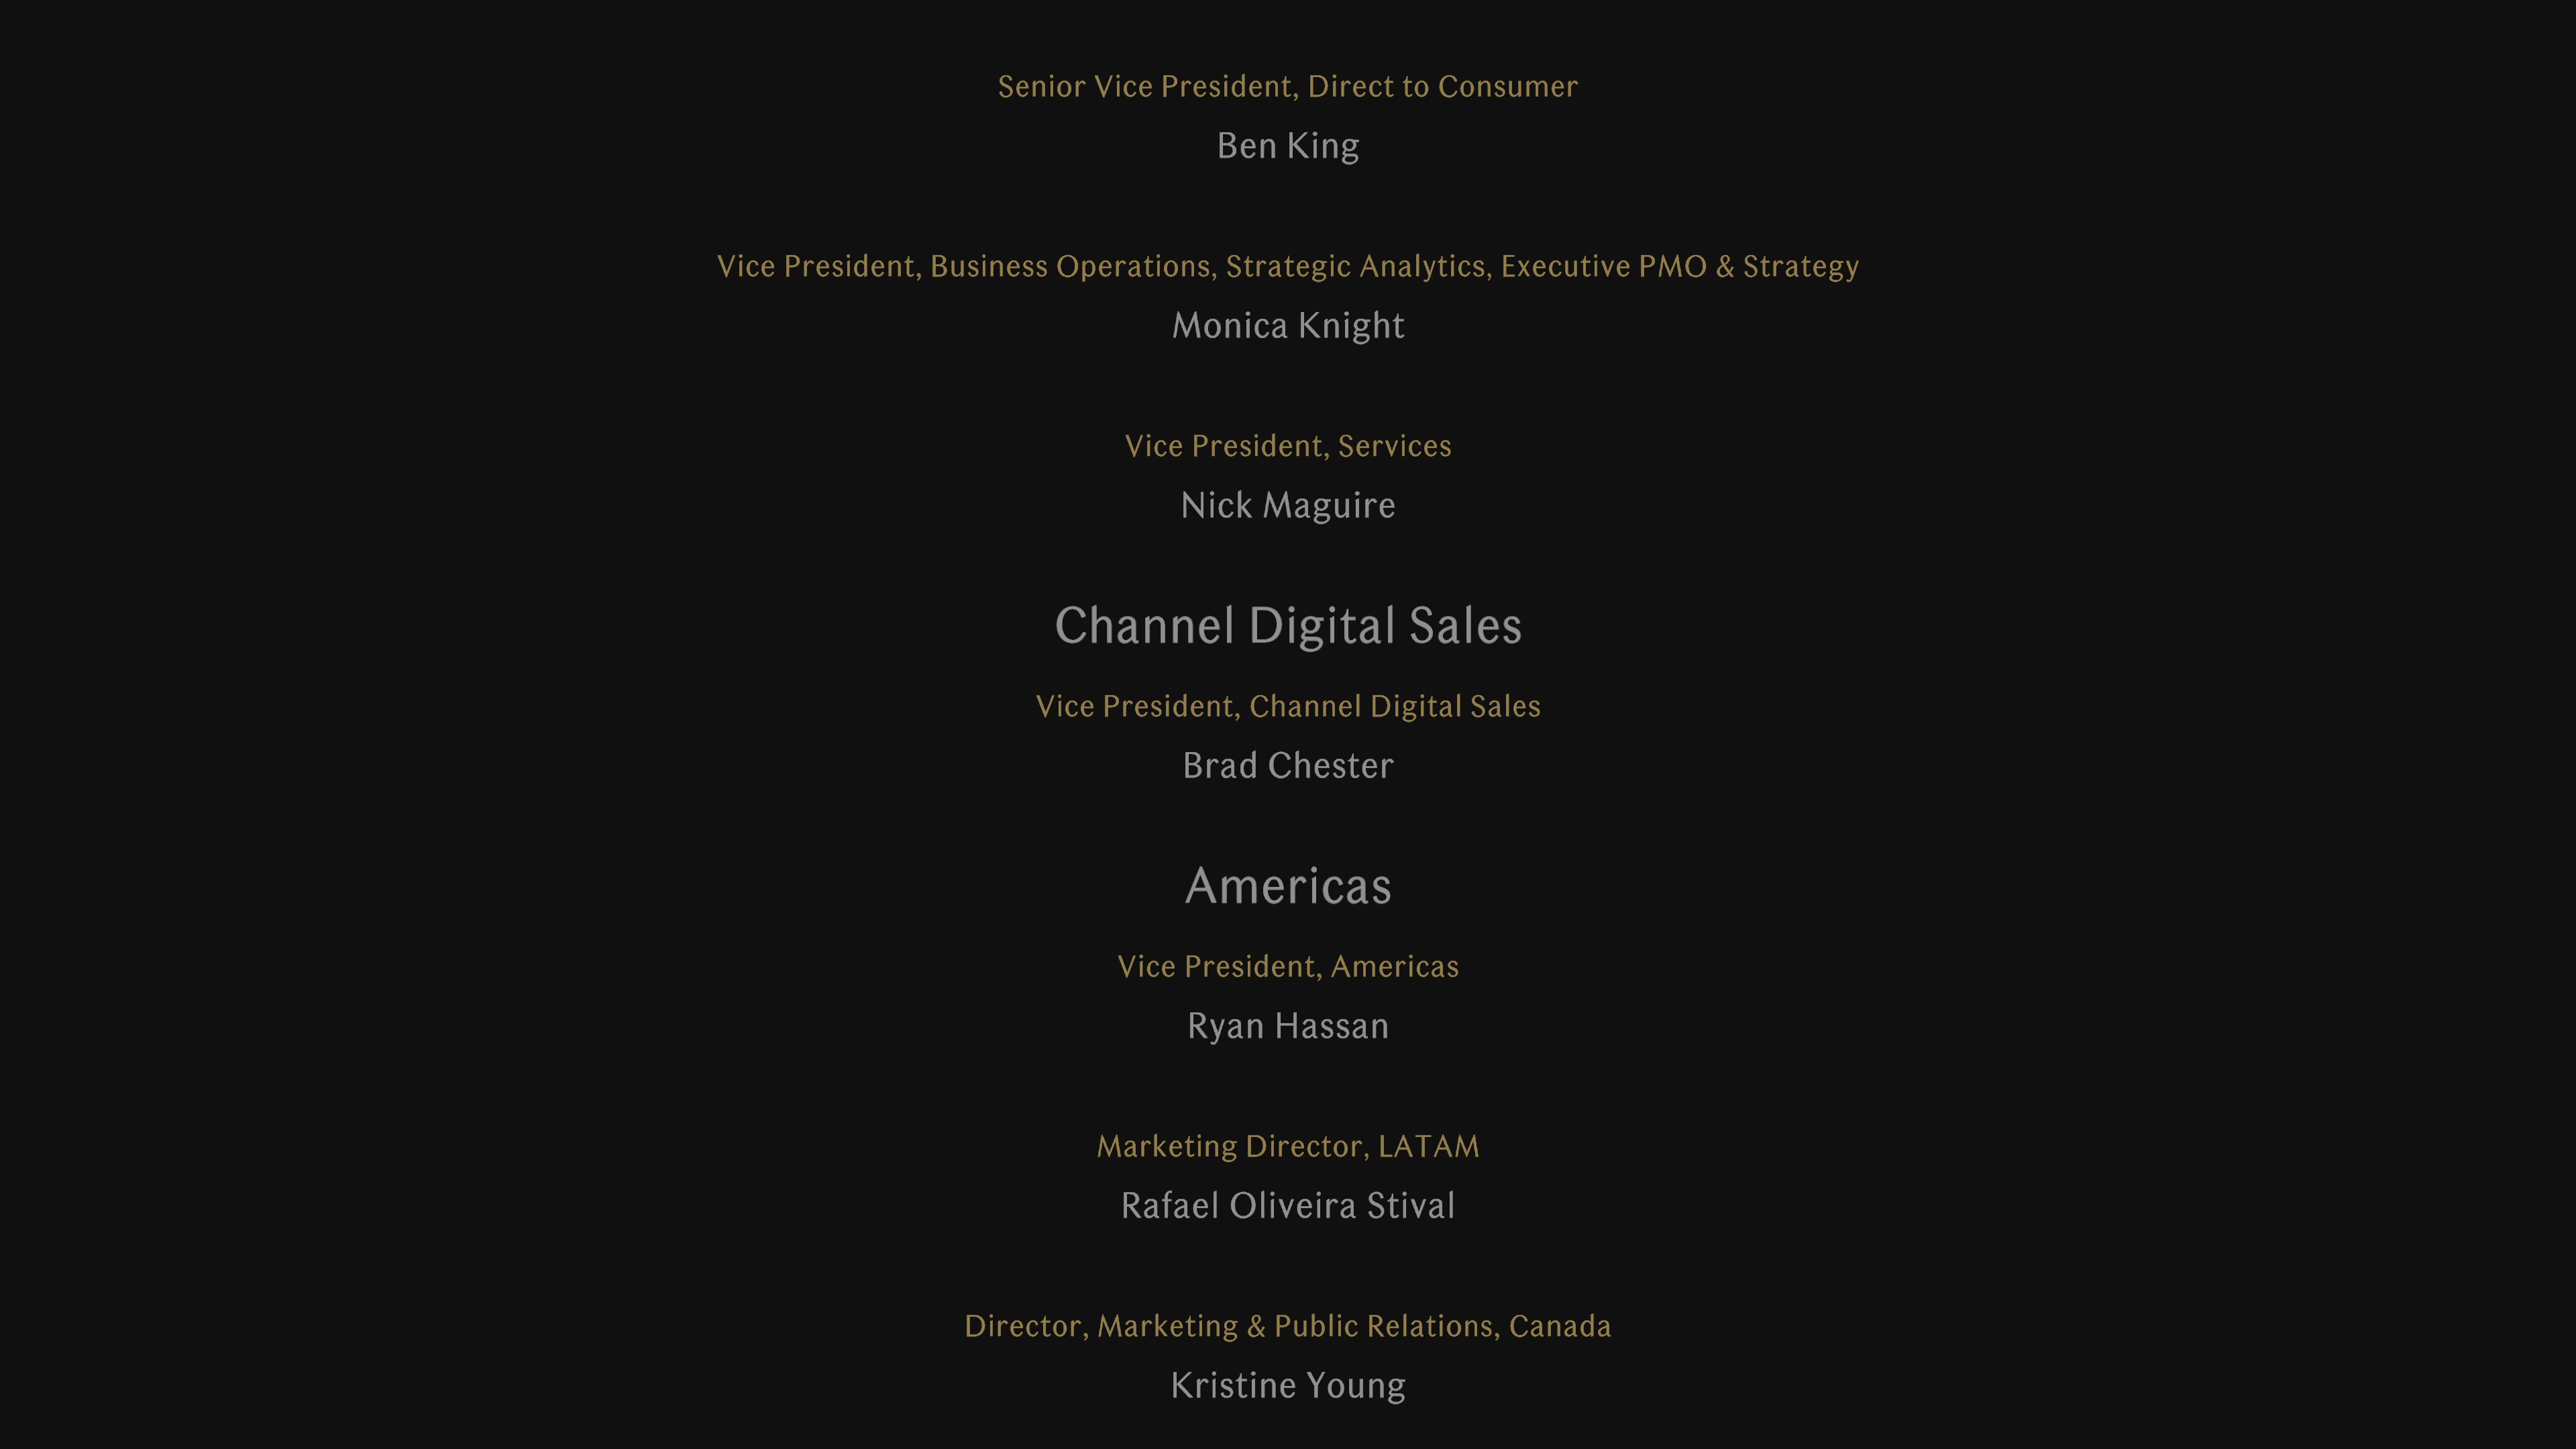 Senior Vice President, Direct to Consumer
Ben King
Vice President, Business Operations, Strategic Analytics, Executive PMO & Strategy
Monica Knight
Vice President, Services
Nick Maguire
Channel Digital Sales
Vice President, Channel Digital Sales
Brad Chester
Americas
Vice President, Americas
Ryan Hassan
Marketing Director, LATAM
Rafael Oliveira Stival
Director, Marketing & Public Relations, Canada
Kristine Young